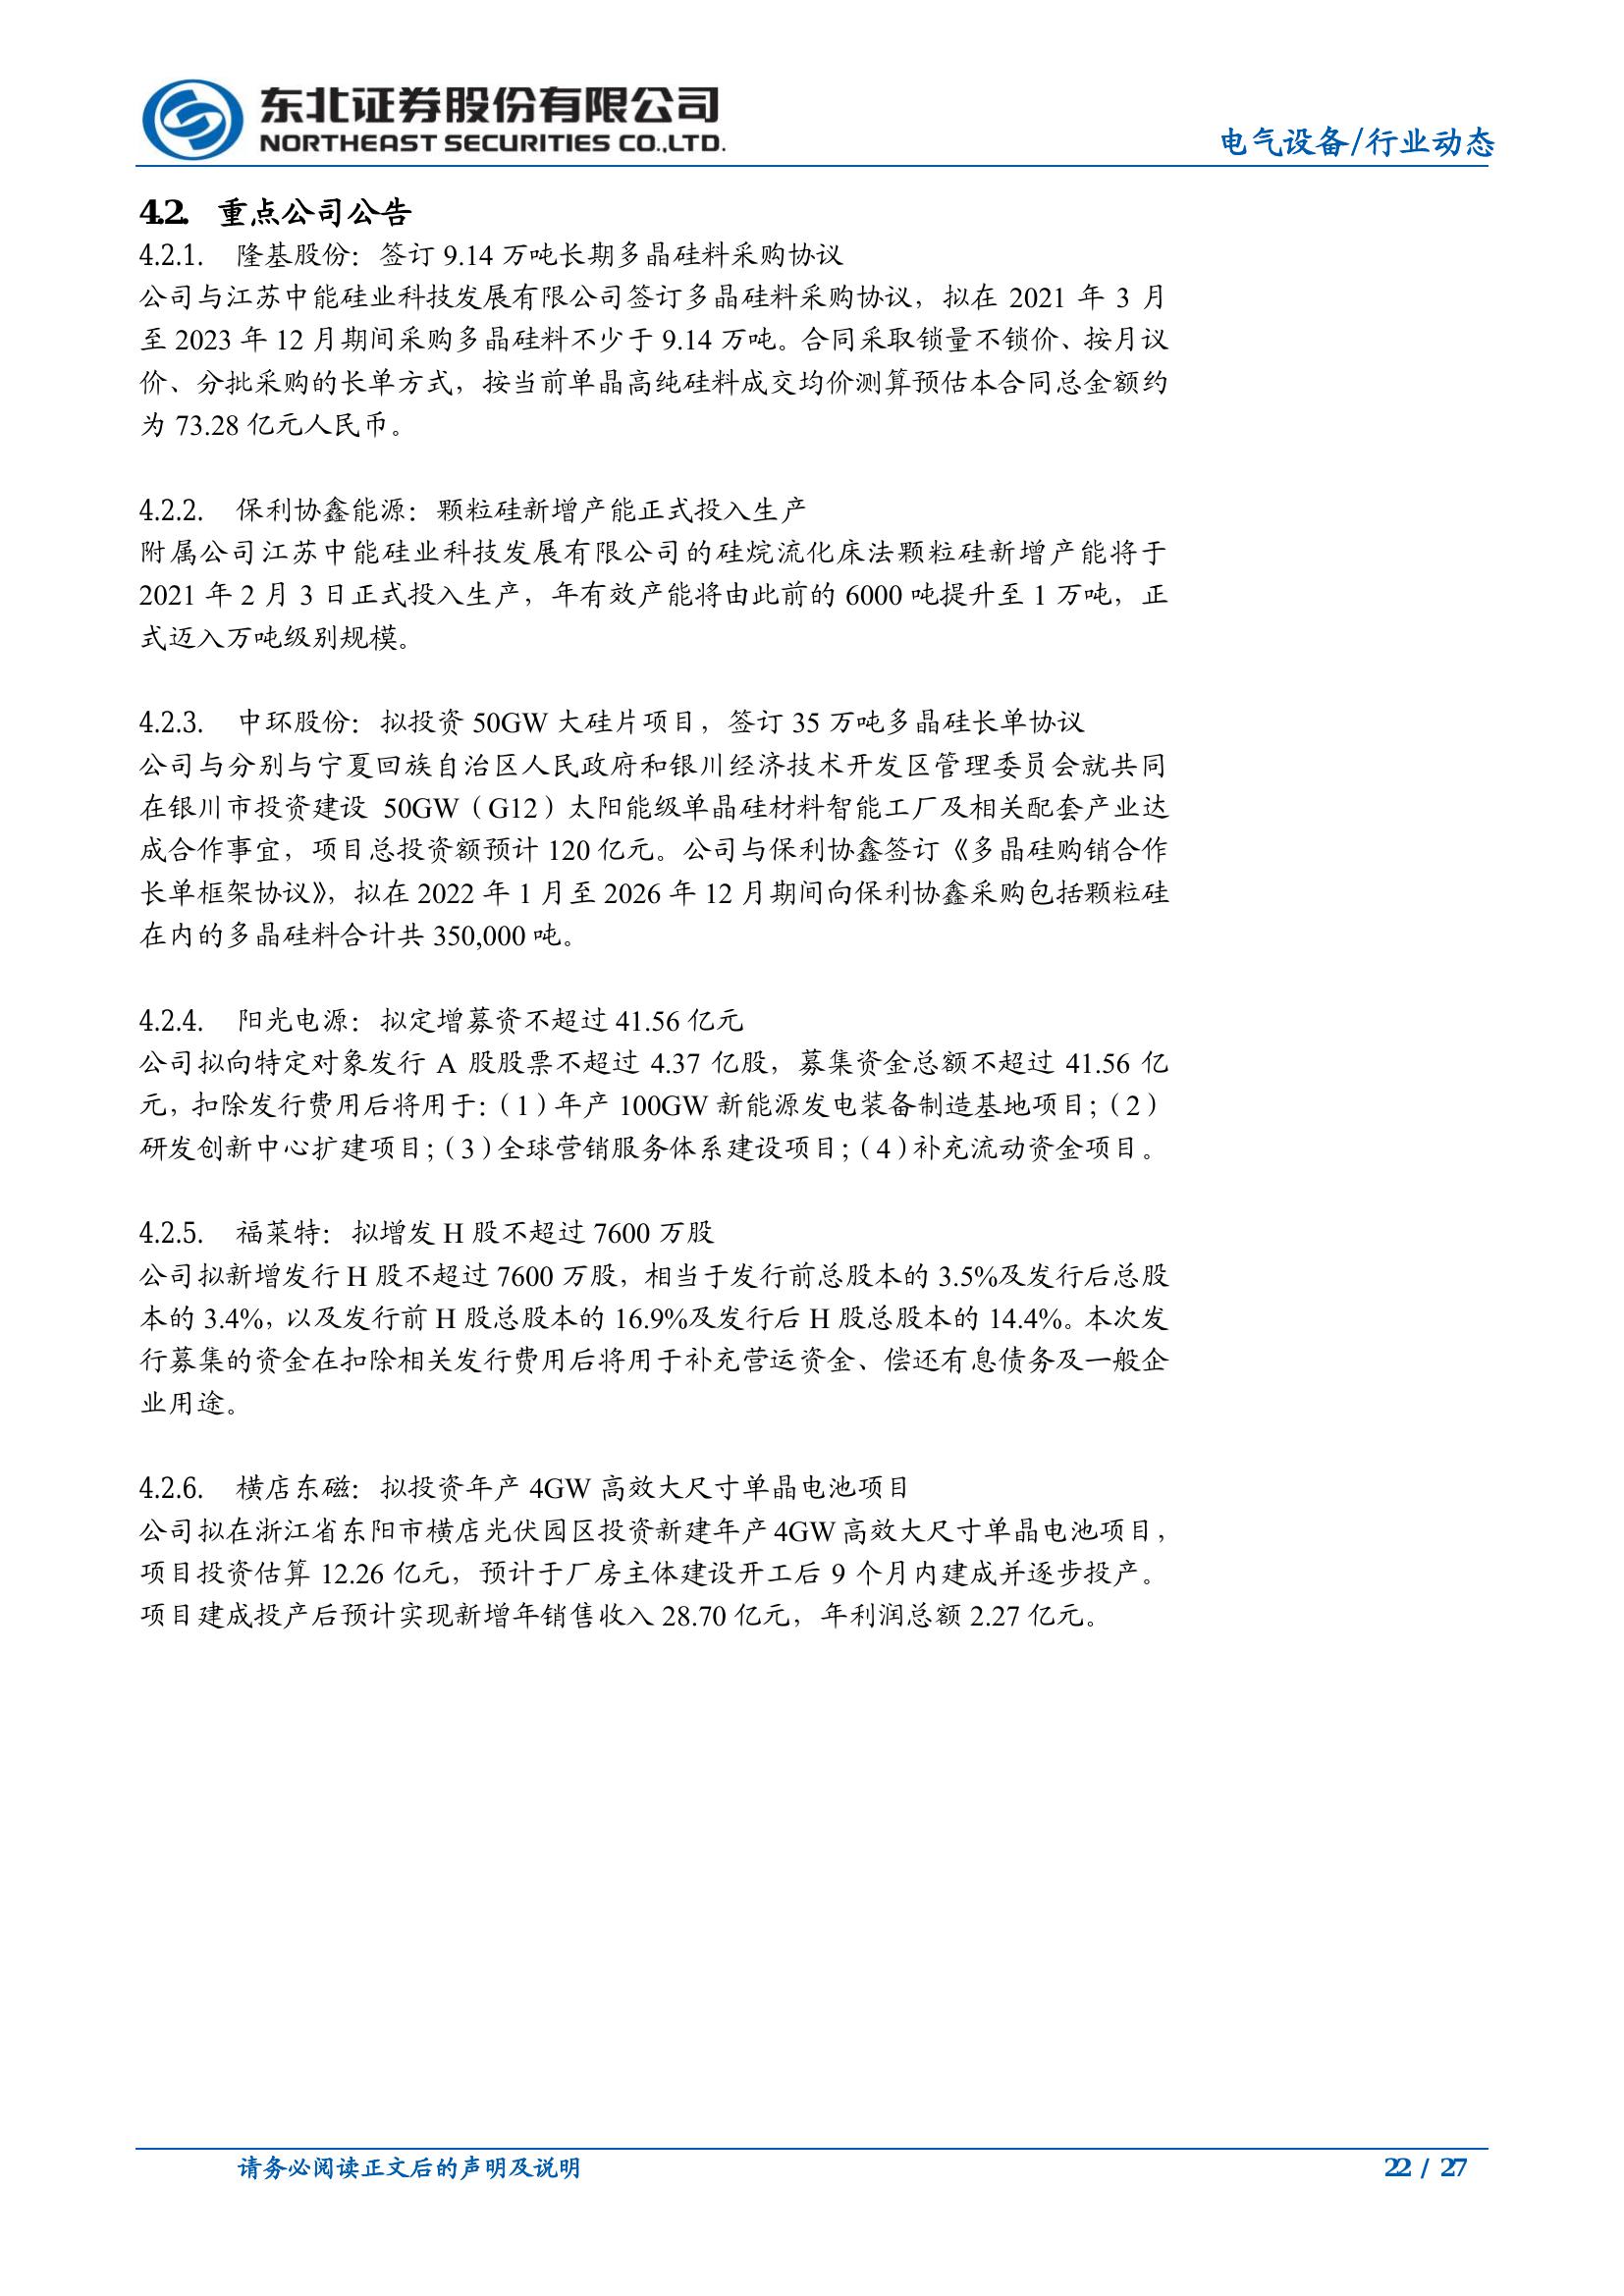 东北证券股份有限公司
NORTHEAST SECURITIES CO.,LTD.
电气设备/行业动态
4.2. 重点公司公告
4.2.1. 隆基股份：签订 9.14 万吨长期多晶硅料采购协议
公司与江苏中能硅业科技发展有限公司签订多晶硅料采购协议，拟在 2021 年 3 月
至 2023 年 12 月期间采购多晶硅料不少于 9.14 万吨。合同采取锁量不锁价、按月议
价、分批采购的长单方式，按当前单晶高纯硅料成交均价测算预估本合同总金额约
为 73.28 亿元人民币。
4.2.2. 保利协鑫能源：颗粒硅新增产能正式投入生产
附属公司江苏中能硅业科技发展有限公司的硅烷流化床法颗粒硅新增产能将于
2021 年 2 月 3 日正式投入生产，年有效产能将由此前的 6000 吨提升至 1 万吨，正
式迈入万吨级别规模。
4.2.3. 中环股份：拟投资 50GW 大硅片项目，签订 35 万吨多晶硅长单协议
公司与分别与宁夏回族自治区人民政府和银川经济技术开发区管理委员会就共同
在银川市投资建设 50GW（G12）太阳能级单晶硅材料智能工厂及相关配套产业达
成合作事宜，项目总投资额预计 120 亿元。公司与保利协鑫签订《多晶硅购销合作
长单框架协议》，拟在 2022 年 1 月至 2026 年 12 月期间向保利协鑫采购包括颗粒硅
在内的多晶硅料合计共 350,000 吨。
4.2.4. 阳光电源：拟定增募资不超过 41.56 亿元
公司拟向特定对象发行 A 股股票不超过 4.37 亿股，募集资金总额不超过 41.56 亿
元，扣除发行费用后将用于：（1）年产 100GW 新能源发电装备制造基地项目；（2）
研发创新中心扩建项目；（3）全球营销服务体系建设项目；（4）补充流动资金项目。
4.2.5. 福莱特：拟增发 H 股不超过 7600 万股
公司拟新增发行 H 股不超过 7600 万股，相当于发行前总股本的 3.5%及发行后总股
本的 3.4%，以及发行前 H 股总股本的 16.9%及发行后 H 股总股本的 14.4%。本次发
行募集的资金在扣除相关发行费用后将用于补充营运资金、偿还有息债务及一般企
业用途。
4.2.6. 横店东磁：拟投资年产 4GW 高效大尺寸单晶电池项目
公司拟在浙江省东阳市横店光伏园区投资新建年产 4GW 高效大尺寸单晶电池项目，
项目投资估算 12.26 亿元，预计于厂房主体建设开工后 9 个月内建成并逐步投产。
项目建成投产后预计实现新增年销售收入 28.70 亿元，年利润总额 2.27 亿元。
请务必阅读正文后的声明及说明
22 / 27